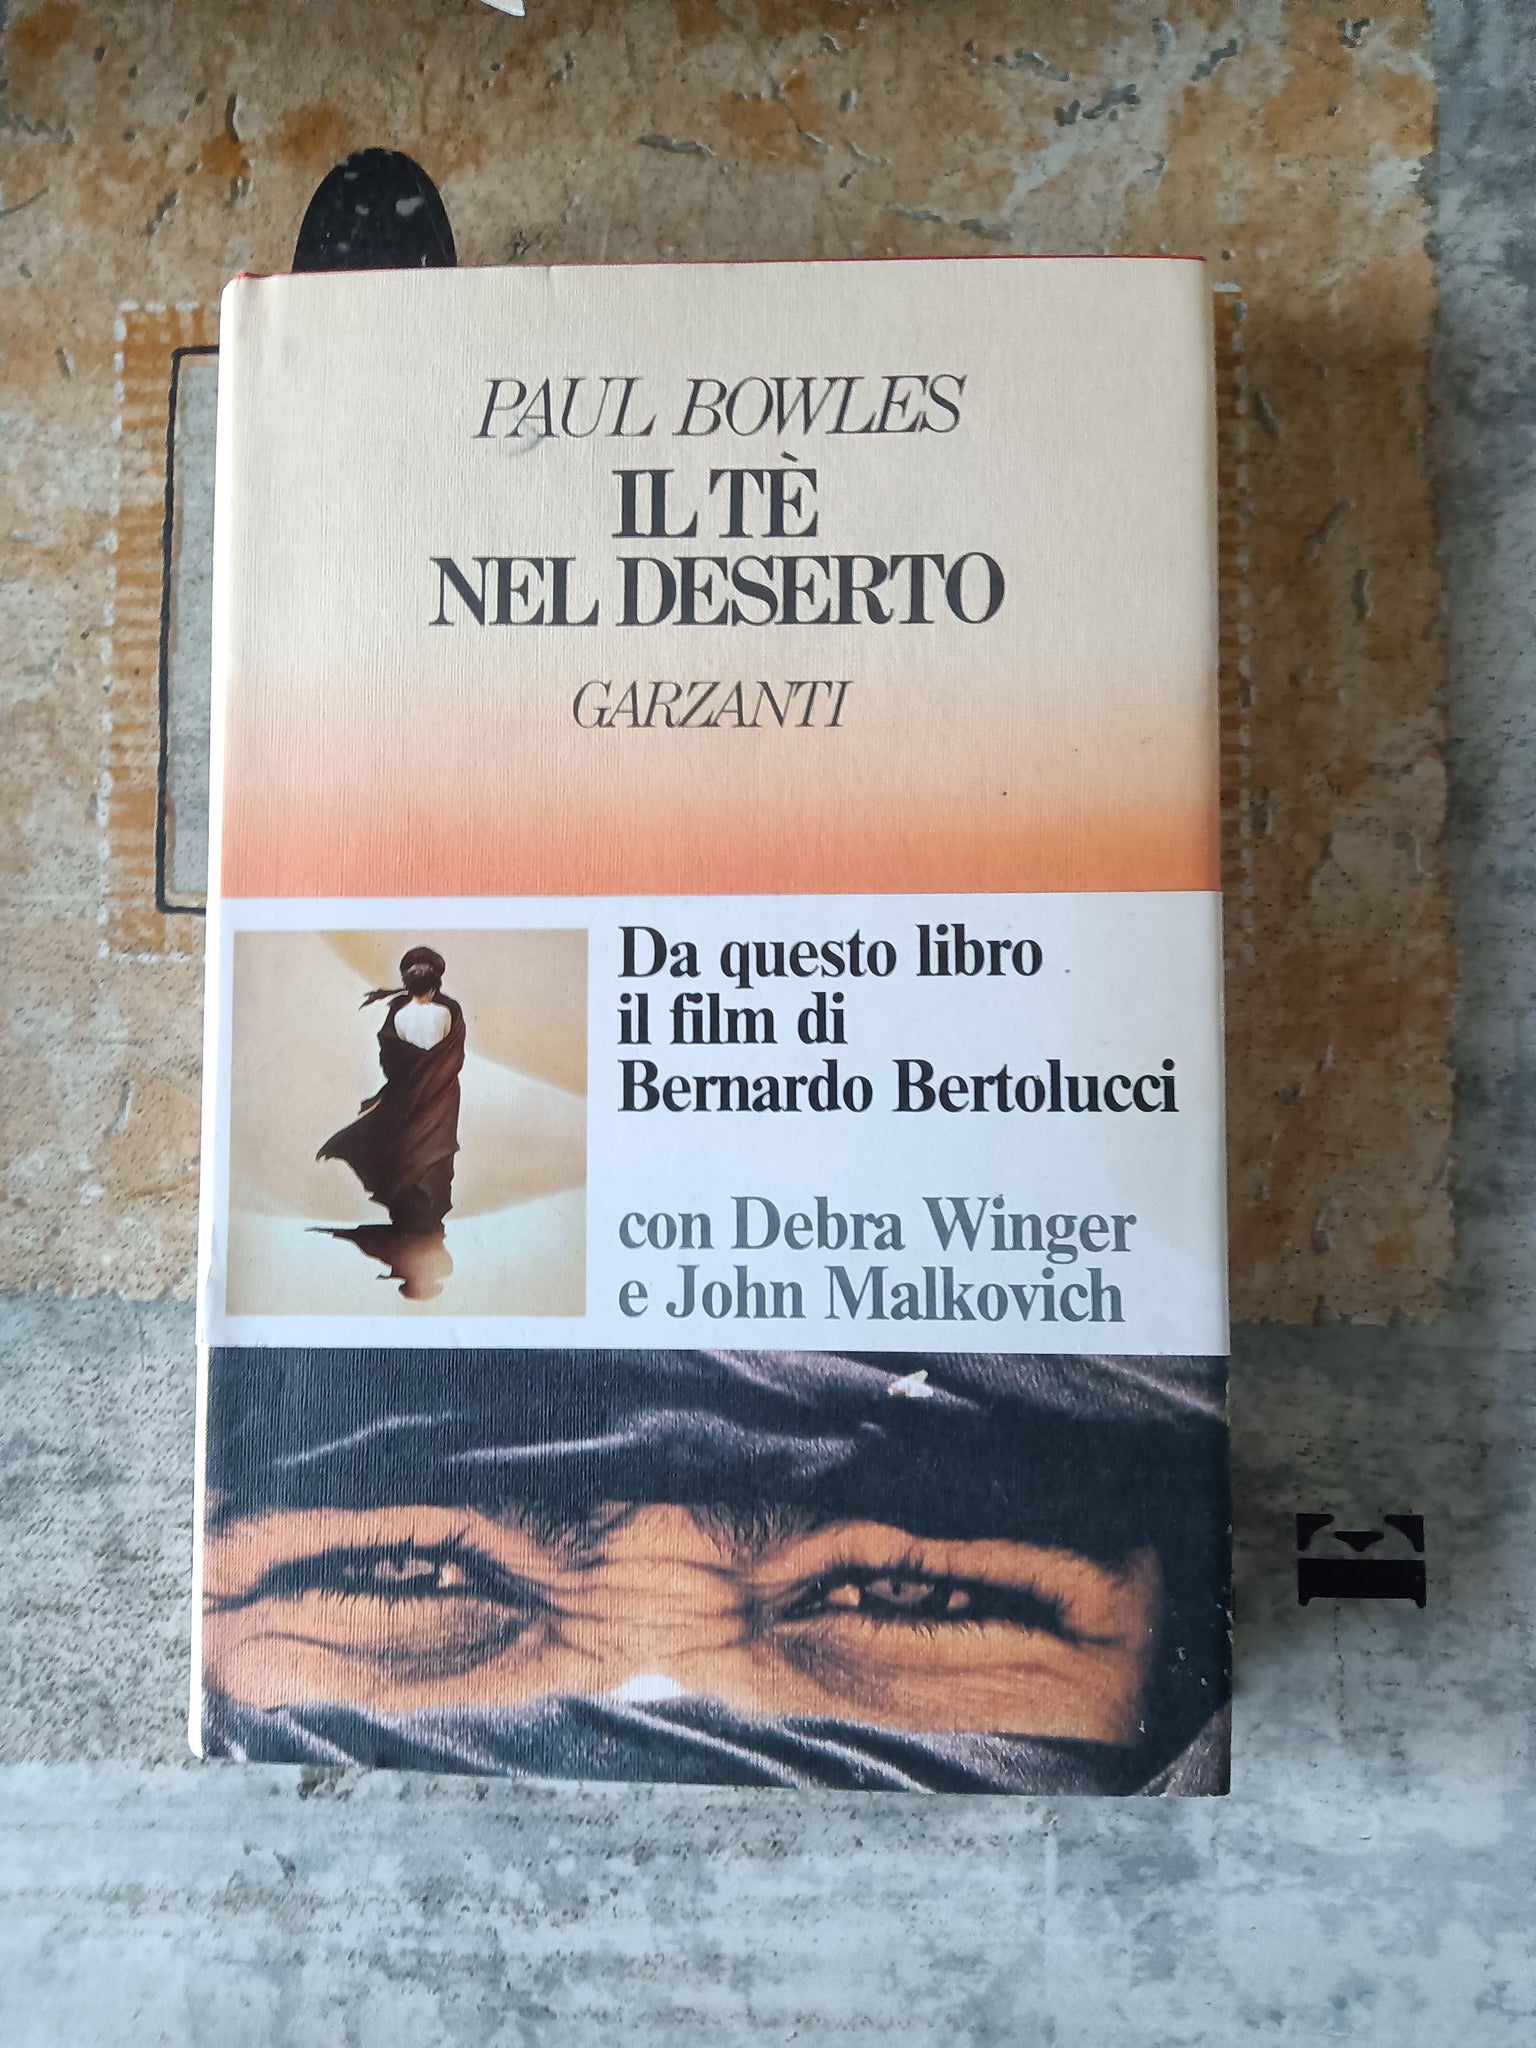 PAUL BOWLES
IL TÈ
NEL DESERTO
GARZANTI
Da questo libro
il film di
Bernardo Bertolucci
con Debra Winger
e John Malkovich